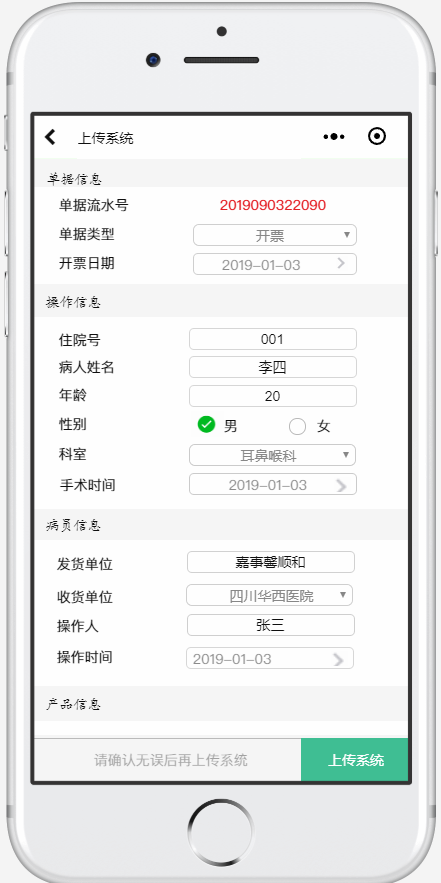 上传系统
单据信息
单据流水号 2019090322090
单据类型 开票
开票日期 2019-01-03
操作信息
住院号 001
病人姓名 李四
年龄 20
性别 男 女
科室 耳鼻喉科
手术时间 2019-01-03
病员信息
发货单位 嘉事馨顺和
收货单位 四川华西医院
操作人 张三
操作时间 2019-01-03
产品信息
请确认无误后再上传系统 上传系统